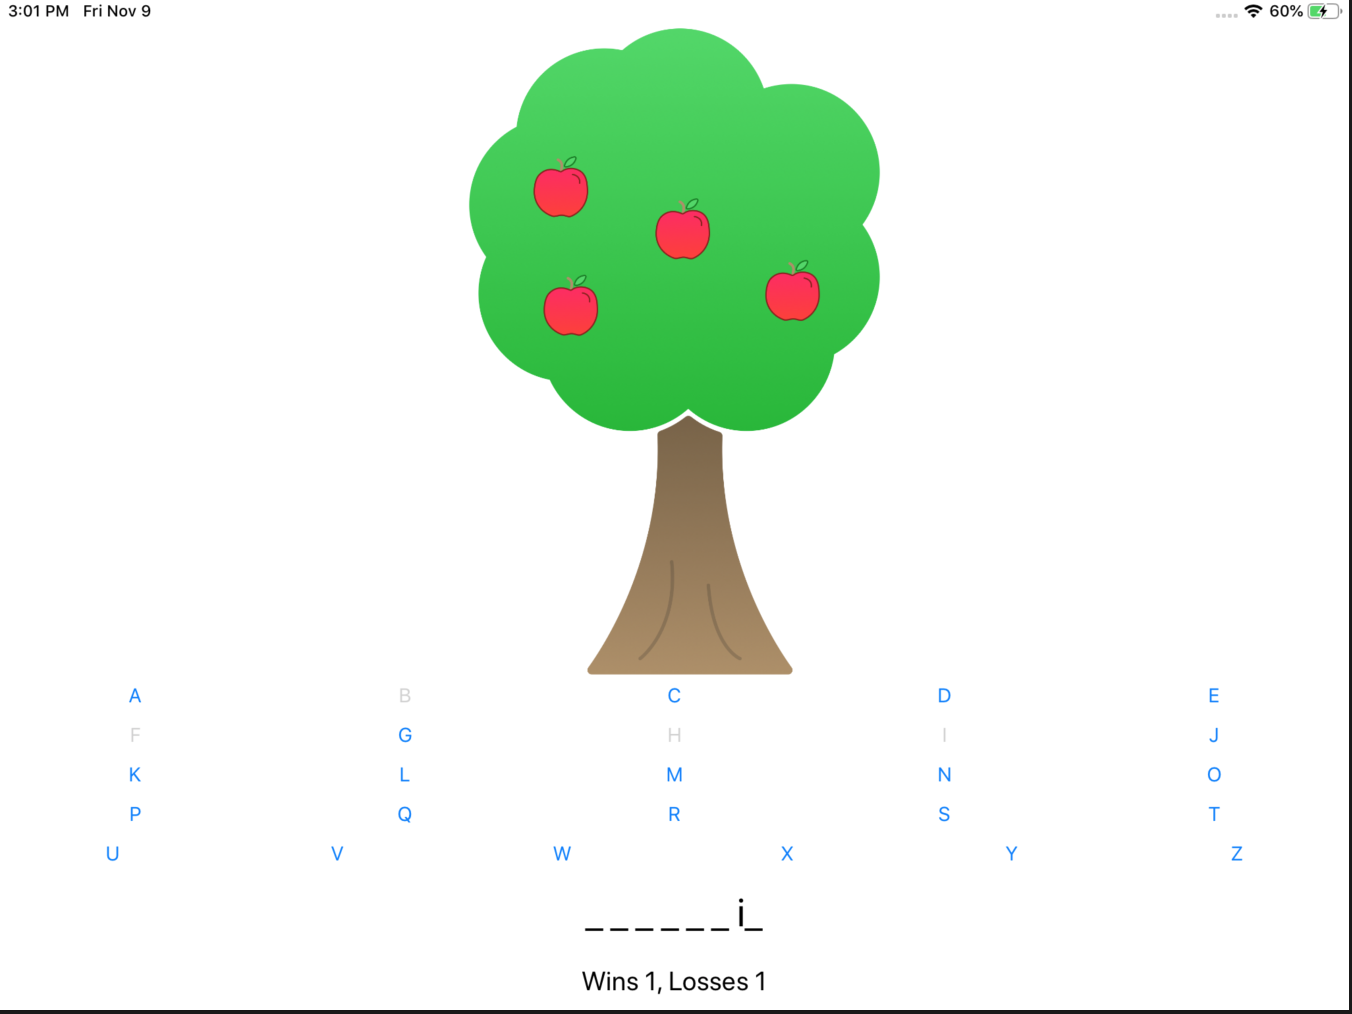 3:01 PM Fri Nov 9 60%
A B C D E
F G H I J
K L M N O
P Q R S T
U V W X Y Z
_ _ _ _ _ _ i _
Wins 1, Losses 1